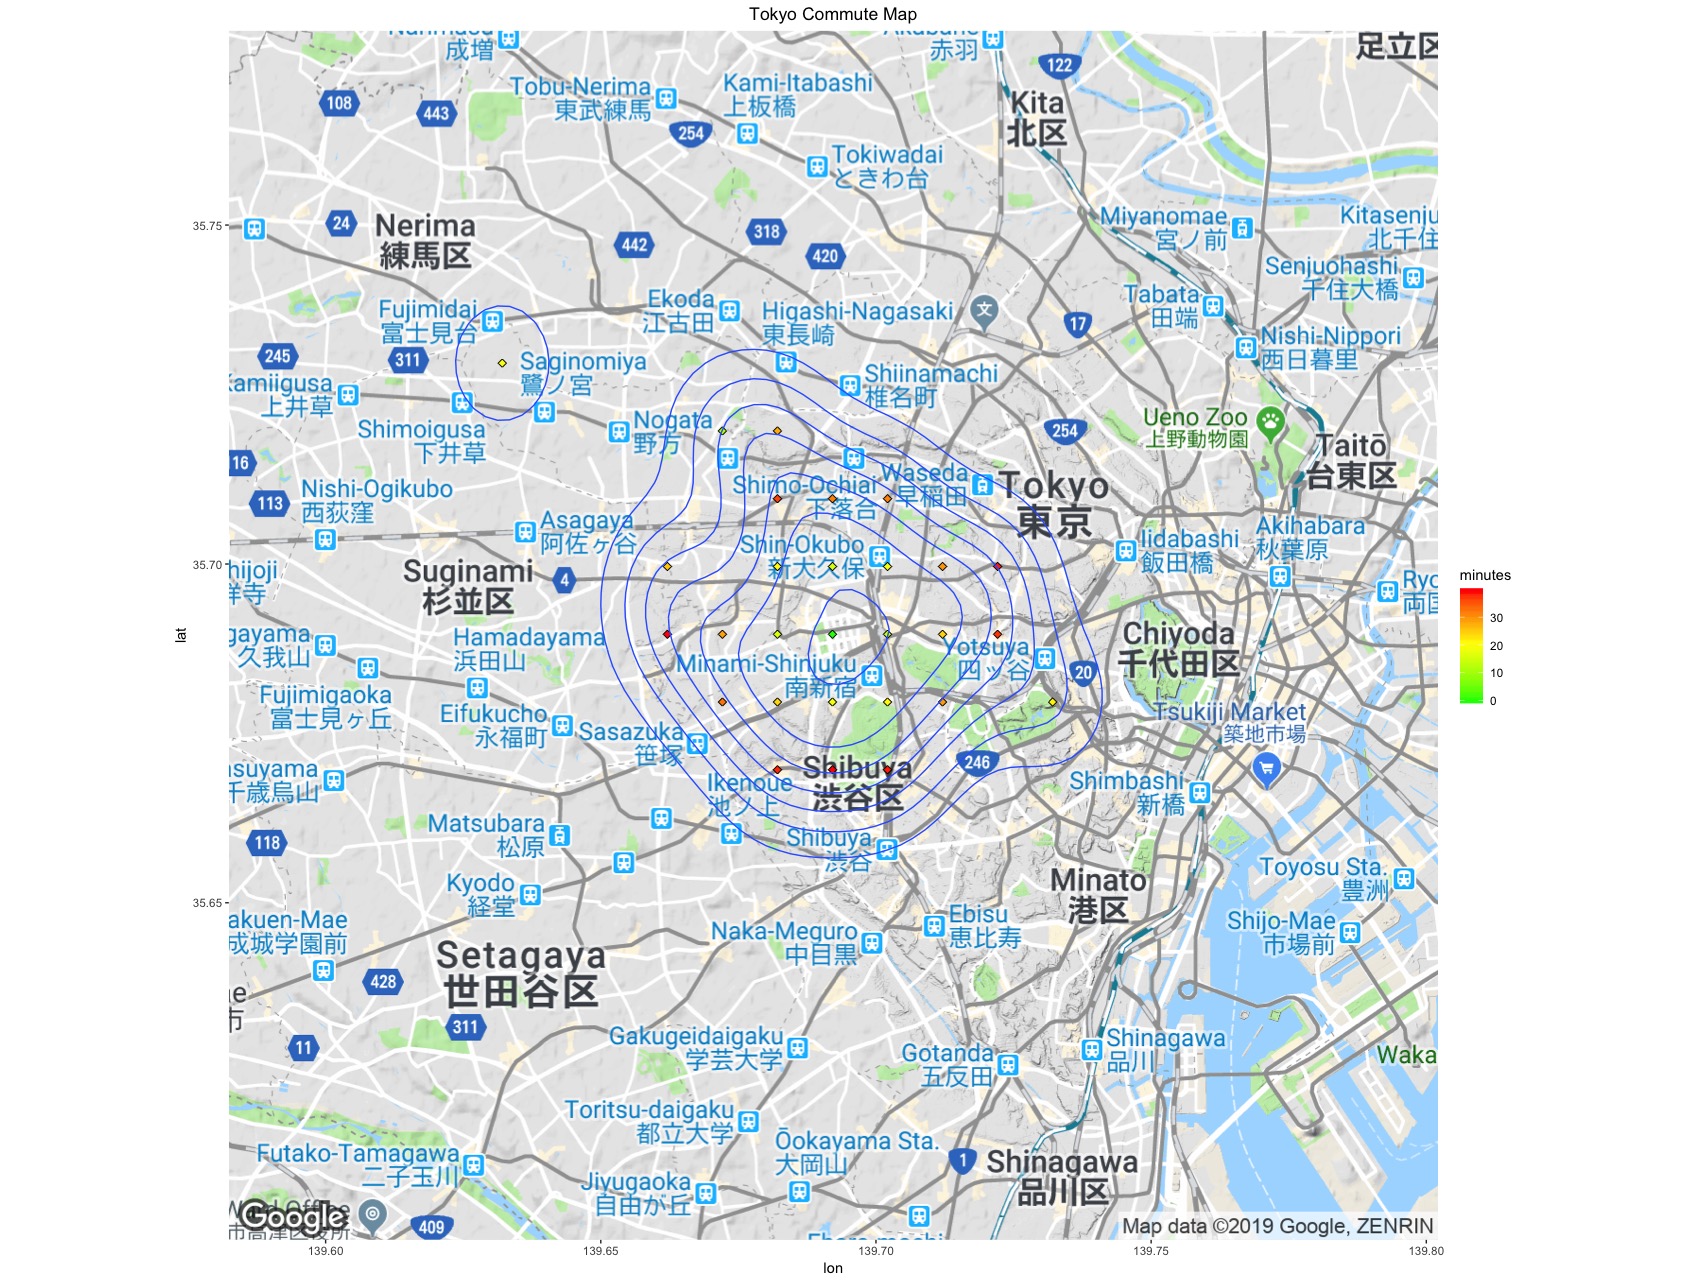 Tokyo Commute Map
成増
赤羽
足立区
122
Kita
北区
108
443
Tobu-Nerima
東武練馬
Kami-Itabashi
上板橋
254
Tokiwadai
ときわ台
35.75
24
Nerima
練馬区
442
318
420
Miyanomae
宮ノ前
Kitasenju
北千住
Senjuohashi
千住大橋
Tabata
田端
Fujimidai
富士見台
Ekoda
江古田
Higashi-Nagasaki
東長崎
文
17
Nishi-Nippori
西日暮里
245
311
Saginomiya
鷺ノ宮
Kamiigusa
上井草
Shiinamachi
椎名町
Shimoigusa
下井草
Nogata
野方
254
Ueno Zoo
上野動物園
Taitō
台東区
16
113
Nishi-Ogikubo
西荻窪
Shimo-Ochiai
下落合
Waseda
早稲田
Tokyo
東京
Asagaya
阿佐ヶ谷
Shin-Okubo
新大久保
Iidabashi
飯田橋
Akihabara
秋葉原
35.70
hijoji
祥寺
Suginami
杉並区
4
Ryo
両国
minutes
30
20
10
0
lat
gayama
久我山
Hamadayama
浜田山
Minami-Shinjuku
南新宿
Yotsuya
四ッ谷
Chiyoda
千代田区
20
Fujimigaoka
富士見ヶ丘
Eifukucho
永福町
Sasazuka
笹塚
Tsukiji Market
築地市場
asuyama
千歳烏山
Ikenoue
池ノ上
Shibuya
渋谷区
246
Shimbashi
新橋
118
Matsubara
松原
Shibuya
渋谷
Kyodo
経堂
Minato
港区
Toyosu Sta.
豊洲
35.65
akuen-Mae
成城学園前
Setagaya
世田谷区
Naka-Meguro
中目黒
Ebisu
恵比寿
Shijo-Mae
市場前
428
311
11
Gakugeidaigaku
学芸大学
Gotanda
五反田
Shinagawa
品川
Waka
Toritsu-daigaku
都立大学
Futako-Tamagawa
二子玉川
Ōokayama Sta.
大岡山
Jiyugaoka
自由が丘
1
Shinagawa
品川区
Google
409
Map data ©2019 Google, ZENRIN
139.60
139.65
139.70
139.75
139.80
lon